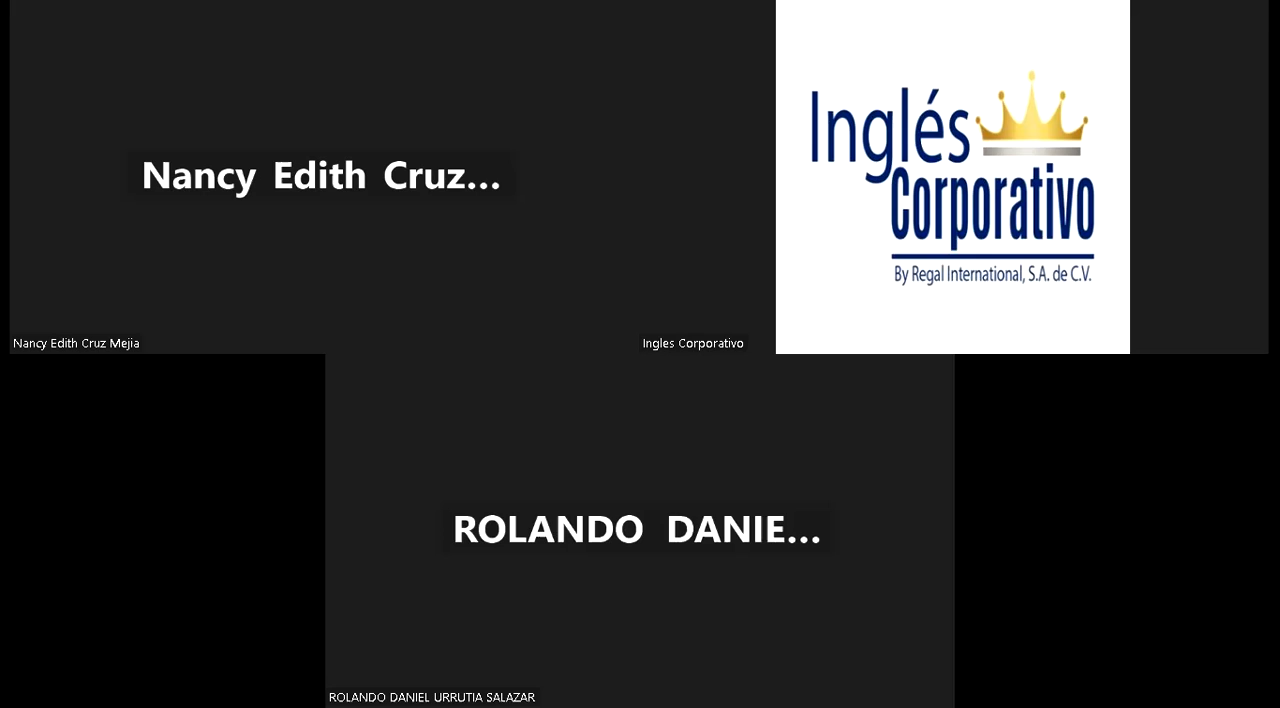 Nancy Edith Cruz...
Nancy Edith Cruz Mejia
Inglés
Corporativo
By Regal International, S.A. de C.V.
Ingles Corporativo
ROLANDO DANIE...
ROLANDO DANIEL URRUTIA SALAZAR